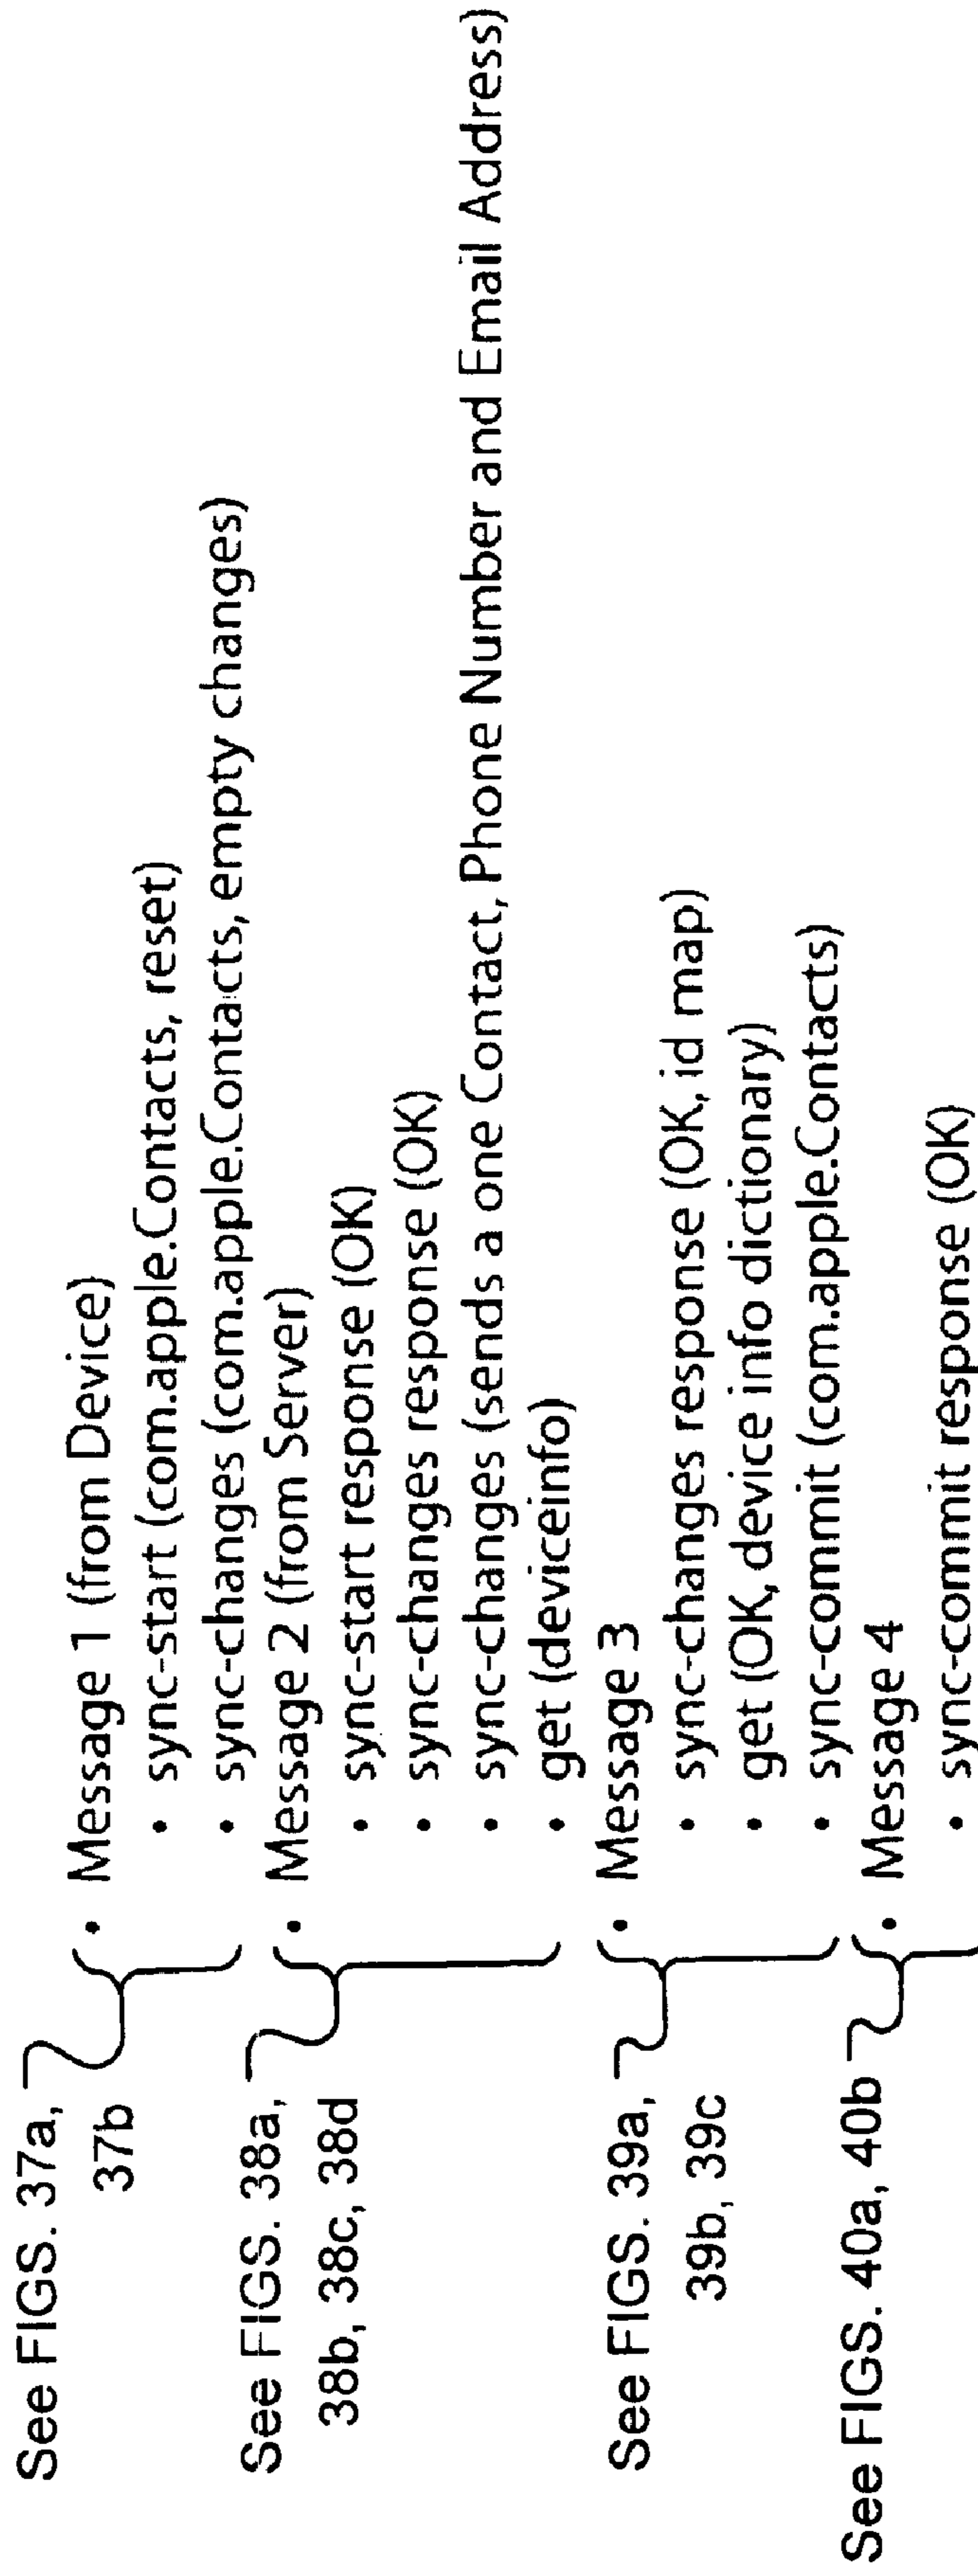 See FIGS. 37a,
37b
• Message 1 (from Device)
• sync-start (com.apple.Contacts, reset)
• sync-changes (com.apple.Contacts, empty changes)
See FIGS. 38a,
38b, 38c, 38d
• Message 2 (from Server)
• sync-start response (OK)
• sync-changes response (OK)
• sync-changes (sends a one Contact, Phone Number and Email Address)
• get (deviceinfo)
See FIGS. 39a,
39b, 39c
• Message 3
• sync-changes response (OK, id map)
• get (OK, device info dictionary)
• sync-commit (com.apple.Contacts)
See FIGS. 40a, 40b
• Message 4
• sync-commit response (OK)